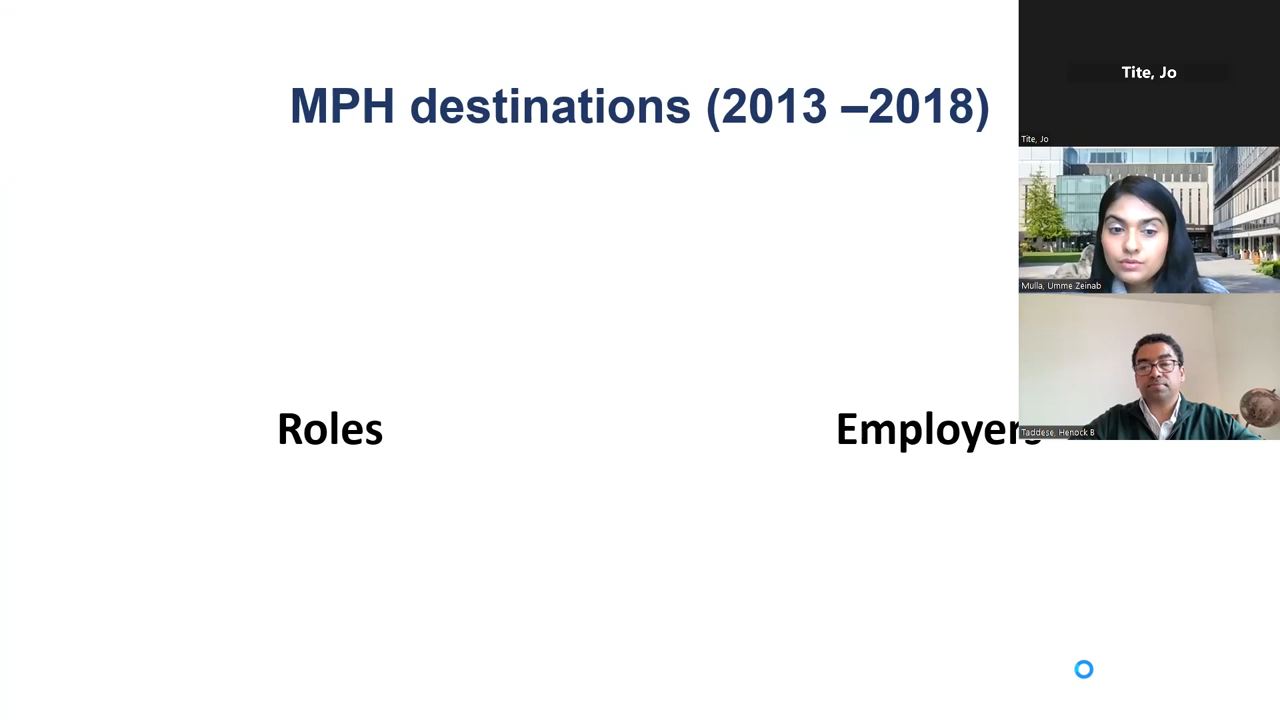 MPH destinations (2013 –2018)
Tite, Jo
Tite, Jo
Mulla, Umme Zeinab
Roles
Employers
Taddese, Henock B